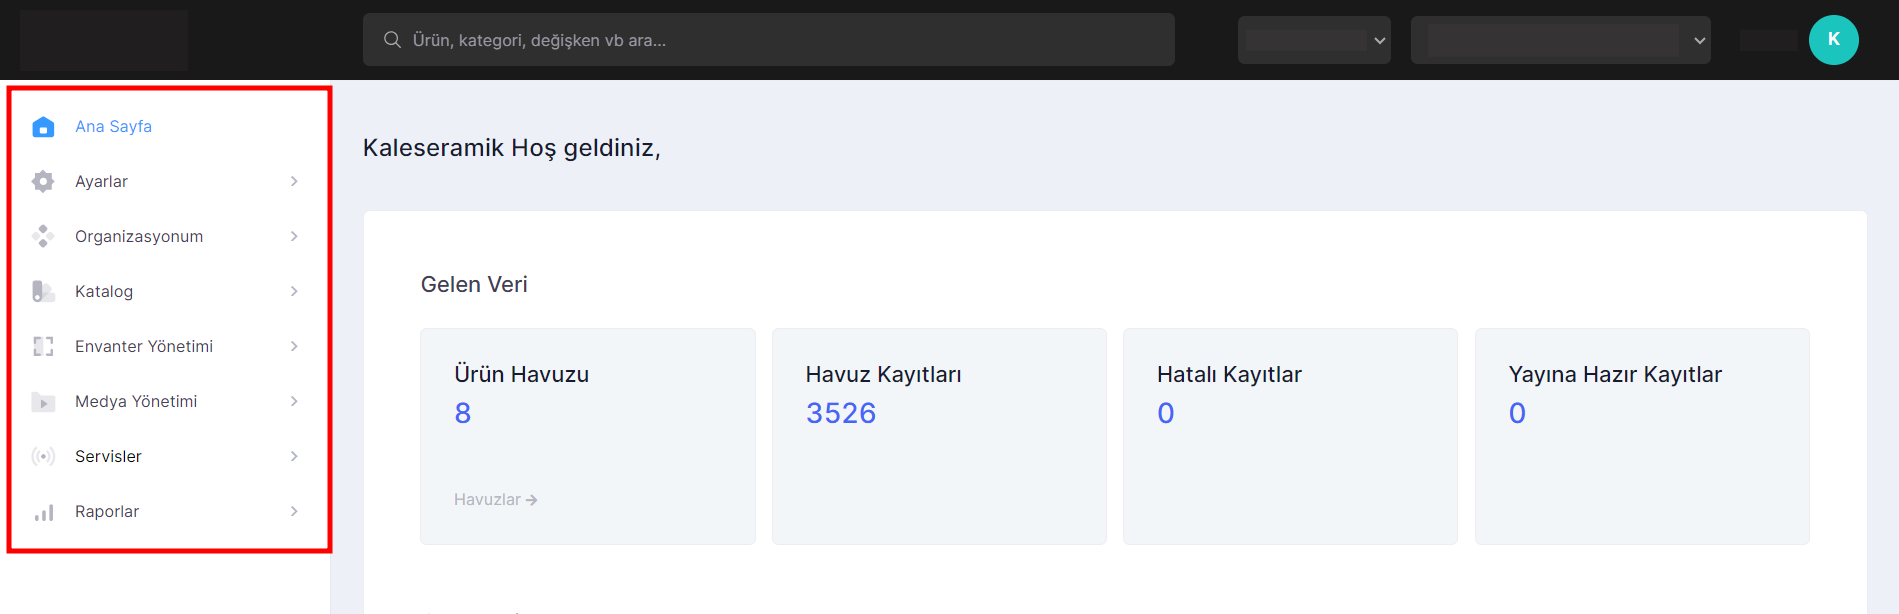 Ürün, kategori, değişken vb ara...
K
Ana Sayfa
Ayarlar
Organizasyonum
Katalog
Envanter Yönetimi
Medya Yönetimi
Servisler
Raporlar
Kaleseramik Hoş geldiniz,
Gelen Veri
Ürün Havuzu
8
Havuzlar →
Havuz Kayıtları
3526
Hatalı Kayıtlar
0
Yayına Hazır Kayıtlar
0